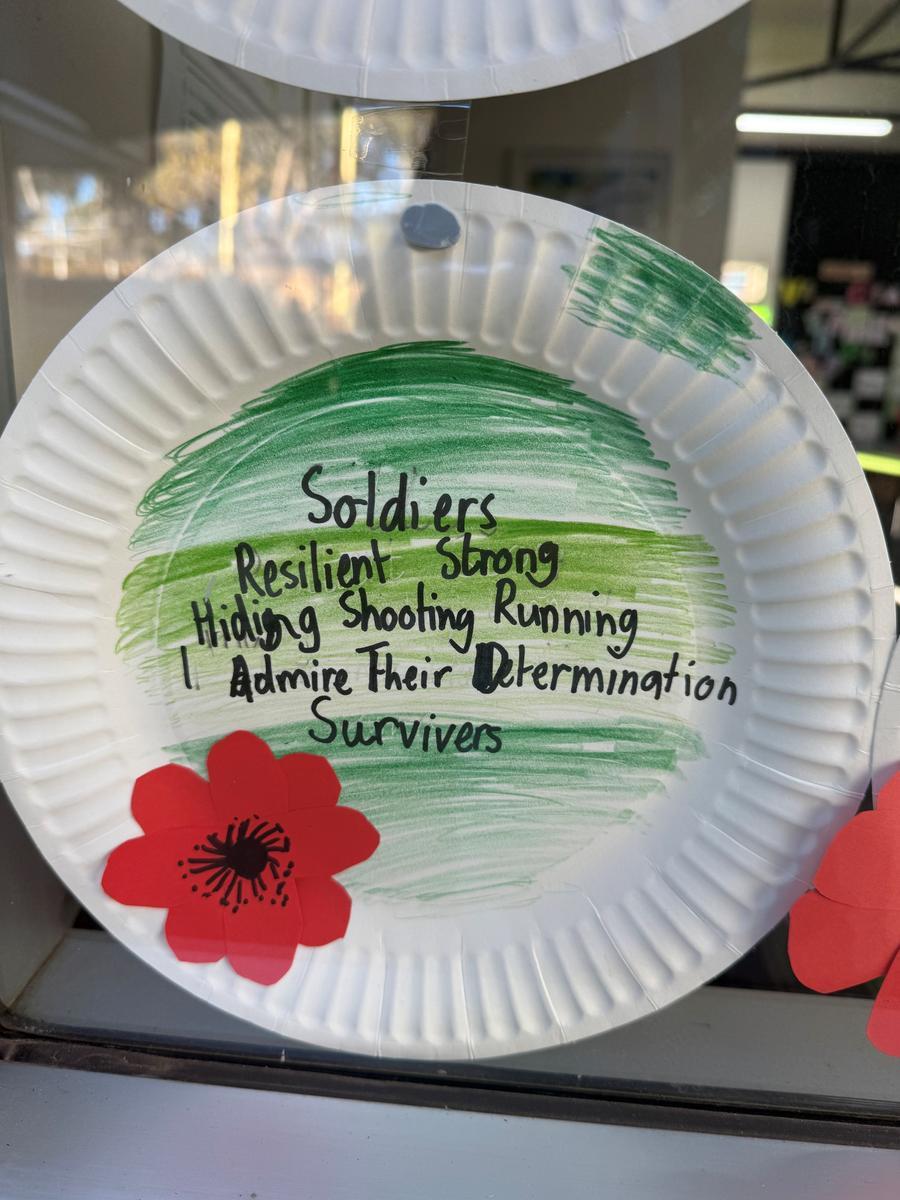 Soldiers
Resilient Strong
Hiding Shooting Running
I Admire Their Determination
Survivers